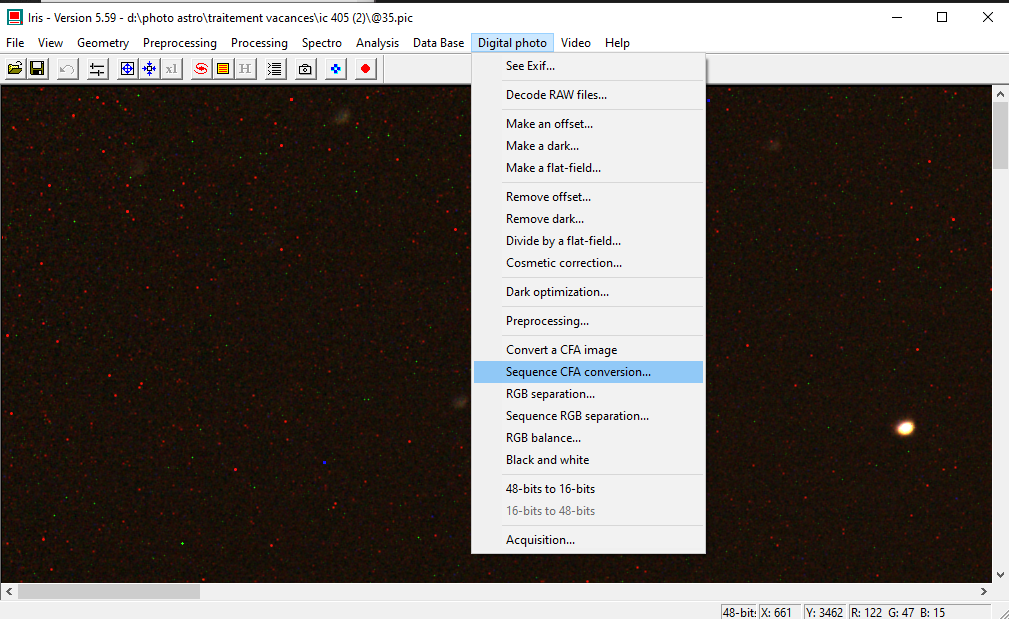 Iris - Version 5.59 - d:\photo astro\traitement vacances\ic 405 (2)\@35.pic
File View Geometry Preprocessing Processing Spectro Analysis Data Base Digital photo Video Help
x1 H
See Exif...
Decode RAW files...
Make an offset...
Make a dark...
Make a flat-field...
Remove offset...
Remove dark...
Divide by a flat-field...
Cosmetic correction...
Dark optimization...
Preprocessing...
Convert a CFA image
Sequence CFA conversion...
RGB separation...
Sequence RGB separation...
RGB balance...
Black and white
48-bits to 16-bits
16-bits to 48-bits
Acquisition...
48-bit: X: 661 Y: 3462 R: 122 G: 47 B: 15